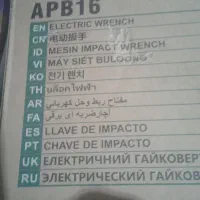 APB16
EN ELECTRIC WRENCH
CN 电动扳手
ID MESIN IMPACT WRENCH
VI MÁY SIẾT BULONG
KO 전기 렌치
TH บล็อกไฟฟ้า
AR مفتاح ربط وحل كهربائي
FA آچار ضربه ای برقی
ES LLAVE DE IMPACTO
PT CHAVE DE IMPACTO
UK ЕЛЕКТРИЧНИЙ ГАЙКОВЕРТ
RU ЭЛЕКТРИЧЕСКИЙ ГАЙКОВ